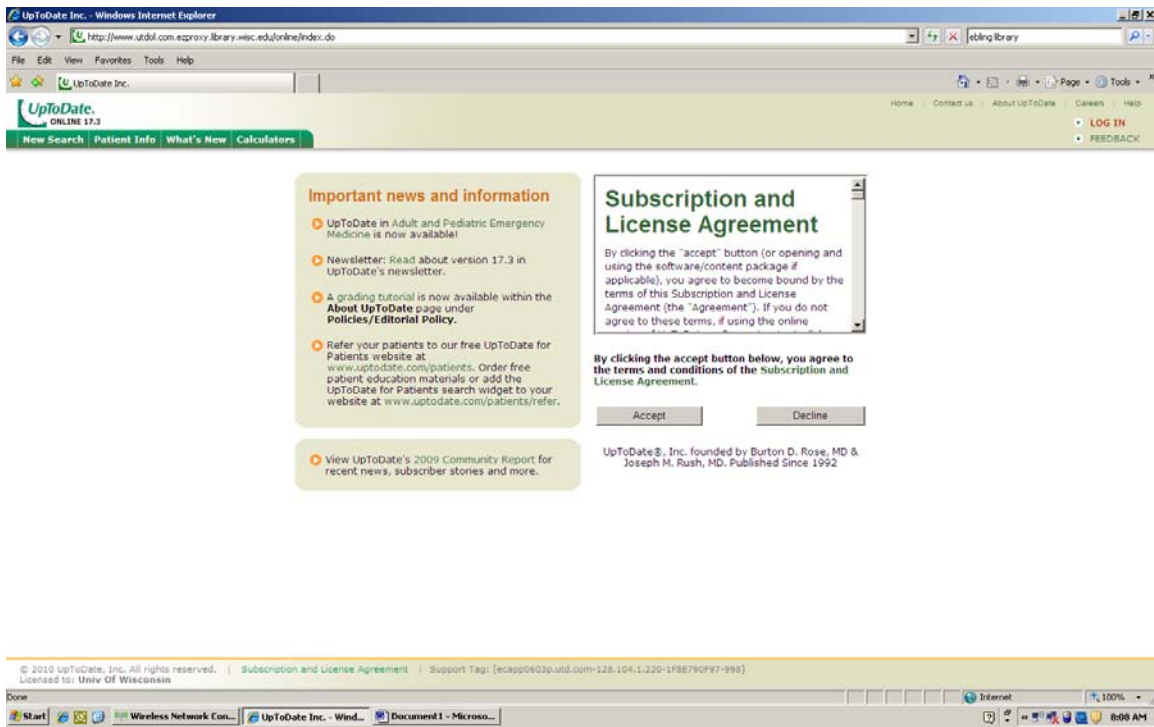 UpToDate Inc. - Windows Internet Explorer
http://www.utdol.com.ezproxy.library.wisc.edu/online/index.do
ebling library
File Edit View Favorites Tools Help
UpToDate Inc.
Page Tools
UpToDate.
ONLINE 17.3
Home Contact us About UpToDate Careers Help
LOG IN
FEEDBACK
New Search Patient Info What's New Calculators
Important news and information
UpToDate in Adult and Pediatric Emergency
Medicine is now available!
Newsletter: Read about version 17.3 in
UpToDate's newsletter.
A grading tutorial is now available within the
About UpToDate page under
Policies/Editorial Policy.
Refer your patients to our free UpToDate for
Patients website at
www.uptodate.com/patients. Order free
patient education materials or add the
UpToDate for Patients search widget to your
website at www.uptodate.com/patients/refer.
View UpToDate's 2009 Community Report for
recent news, subscriber stories and more.
Subscription and
License Agreement
By clicking the "accept" button (or opening and
using the software/content package if
applicable), you agree to become bound by the
terms of this Subscription and License
Agreement (the "Agreement"). If you do not
agree to these terms, if using the online
By clicking the accept button below, you agree to
the terms and conditions of the Subscription and
License Agreement.
Accept Decline
UpToDate®, Inc. founded by Burton D. Rose, MD &
Joseph M. Rush, MD. Published Since 1992
© 2010 UpToDate, Inc. All rights reserved. | Subscription and License Agreement | Support Tag: [ecapp0603p.utd.com-128.104.1.220-1F8E790F97-998]
Licensed to: Univ Of Wisconsin
Done Internet 100%
Start Wireless Network Con... UpToDate Inc. - Wind... Document1 - Microso... 8:08 AM